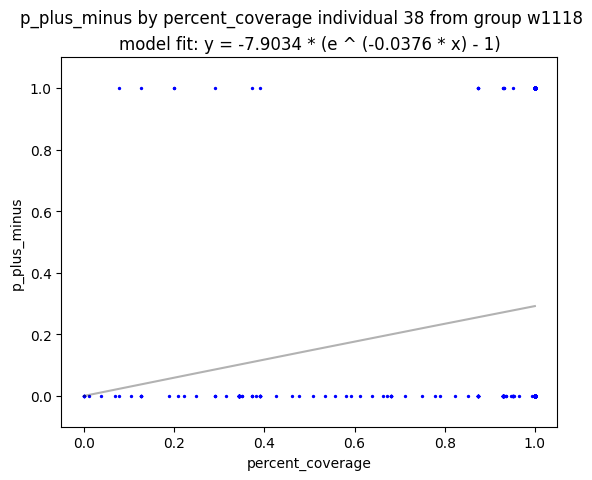 p_plus_minus by percent_coverage individual 38 from group w1118
model fit: y = -7.9034 * (e ^ (-0.0376 * x) - 1)
1.0
0.8
0.6
0.4
0.2
0.0
p_plus_minus
0.0 0.2 0.4 0.6 0.8 1.0
percent_coverage